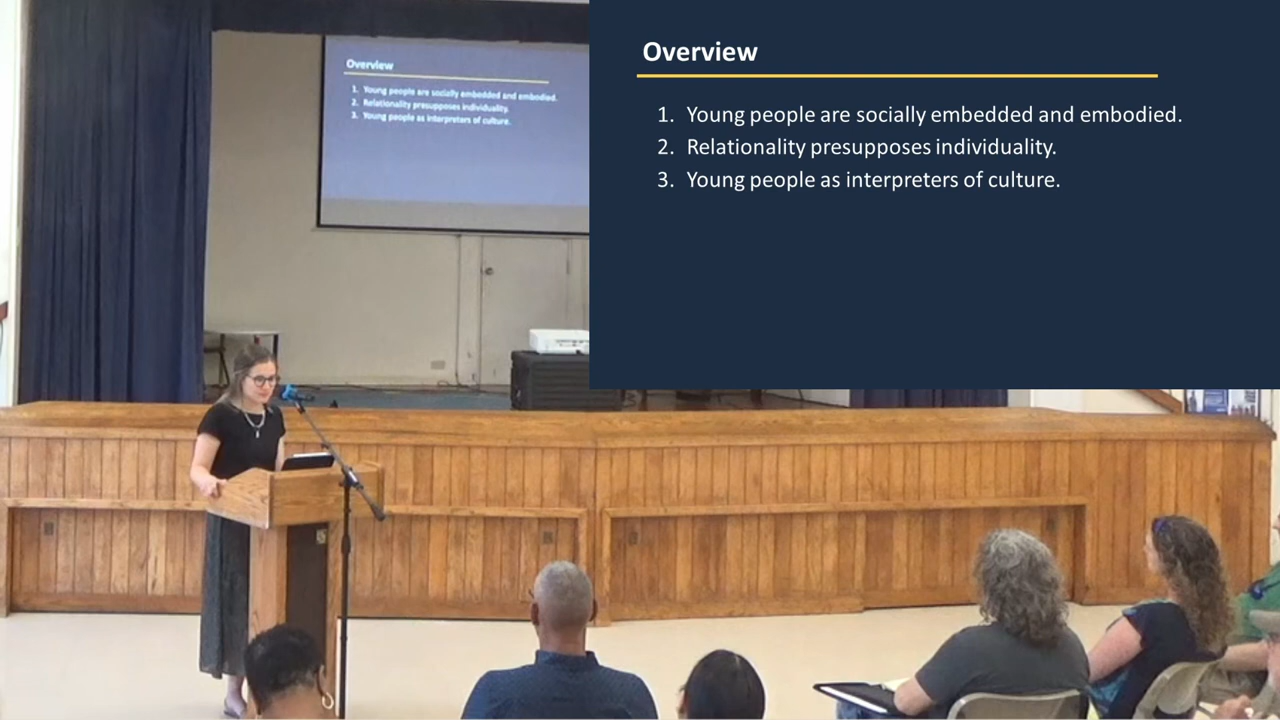 Overview
1. Young people are socially embedded and embodied.
2. Relationality presupposes individuality.
3. Young people as interpreters of culture.
Overview
1. Young people are socially embedded and embodied.
2. Relationality presupposes individuality.
3. Young people as interpreters of culture.